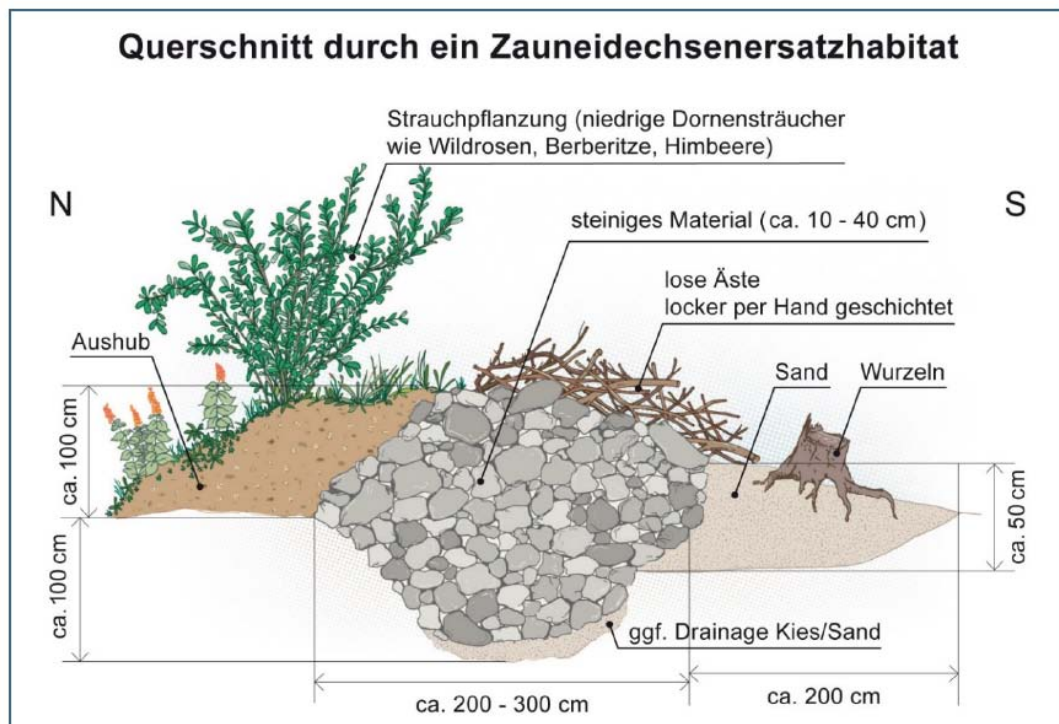 Querschnitt durch ein Zauneidechsenersatzhabitat
Strauchpflanzung (niedrige Dornensträucher
wie Wildrosen, Berberitze, Himbeere)
N
S
steiniges Material (ca. 10 - 40 cm)
lose Äste
locker per Hand geschichtet
Aushub
Sand
Wurzeln
ca. 100 cm
ca. 50 cm
ca. 100 cm
ggf. Drainage Kies/Sand
ca. 200 - 300 cm
ca. 200 cm